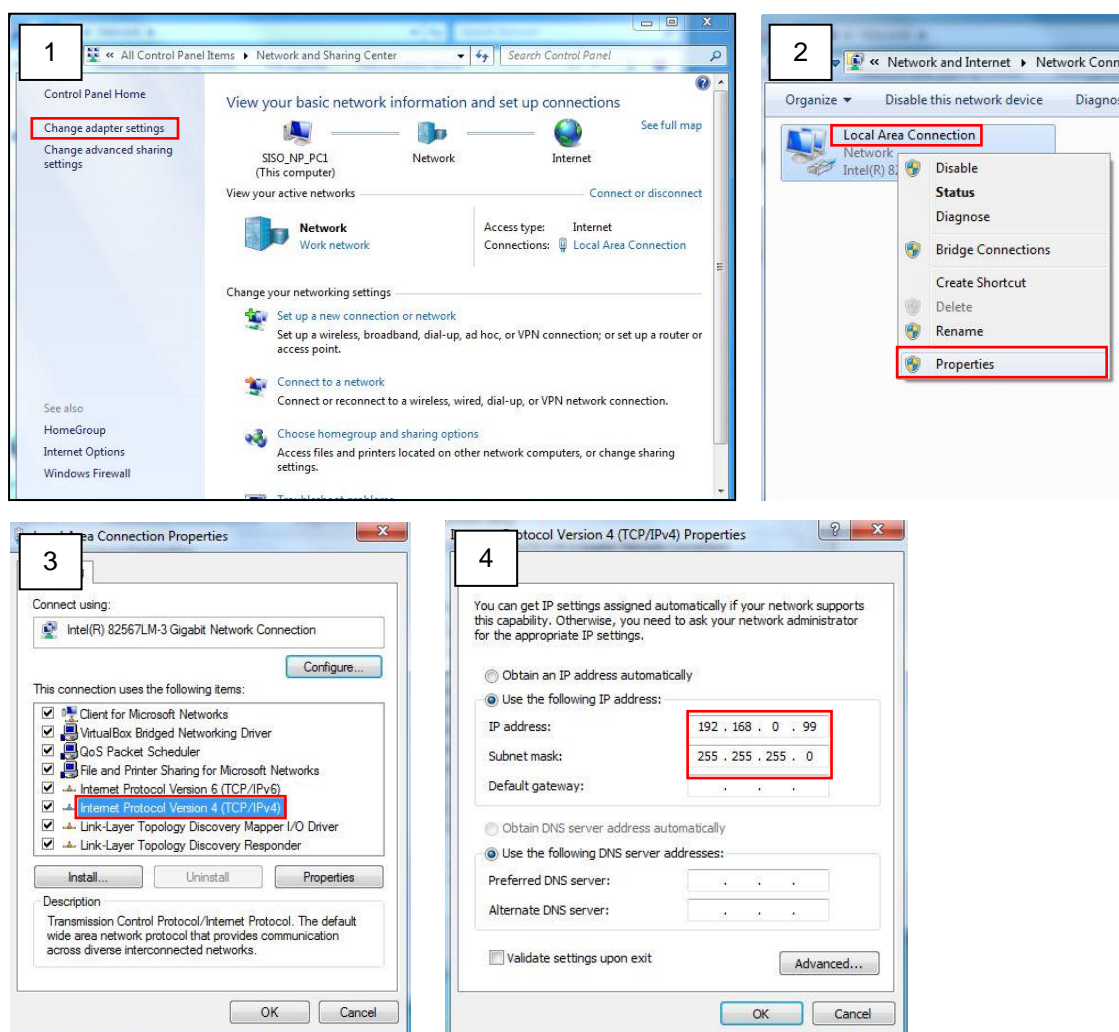 1
« All Control Panel Items ▸ Network and Sharing Center
Search Control Panel
Control Panel Home
Change adapter settings
Change advanced sharing
settings
See also
HomeGroup
Internet Options
Windows Firewall
View your basic network information and set up connections
See full map
SISO_NP_PC1
(This computer)
Network
Internet
View your active networks
Connect or disconnect
Network
Work network
Access type: Internet
Connections: Local Area Connection
Change your networking settings
Set up a new connection or network
Set up a wireless, broadband, dial-up, ad hoc, or VPN connection; or set up a router or
access point.
Connect to a network
Connect or reconnect to a wireless, wired, dial-up, or VPN network connection.
Choose homegroup and sharing options
Access files and printers located on other network computers, or change sharing
settings.
Troubleshoot problems
2
« Network and Internet ▸ Network Conn
Organize ▾ Disable this network device Diagnos
Local Area Connection
Network
Intel(R) 8
Disable
Status
Diagnose
Bridge Connections
Create Shortcut
Delete
Rename
Properties
3
ea Connection Properties
Connect using:
Intel(R) 82567LM-3 Gigabit Network Connection
Configure...
This connection uses the following items:
Client for Microsoft Networks
VirtualBox Bridged Networking Driver
QoS Packet Scheduler
File and Printer Sharing for Microsoft Networks
Internet Protocol Version 6 (TCP/IPv6)
Internet Protocol Version 4 (TCP/IPv4)
Link-Layer Topology Discovery Mapper I/O Driver
Link-Layer Topology Discovery Responder
Install... Uninstall Properties
Description
Transmission Control Protocol/Internet Protocol. The default
wide area network protocol that provides communication
across diverse interconnected networks.
OK Cancel
4
otocol Version 4 (TCP/IPv4) Properties
You can get IP settings assigned automatically if your network supports
this capability. Otherwise, you need to ask your network administrator
for the appropriate IP settings.
Obtain an IP address automatically
Use the following IP address:
IP address: 192 . 168 . 0 . 99
Subnet mask: 255 . 255 . 255 . 0
Default gateway: . . .
Obtain DNS server address automatically
Use the following DNS server addresses:
Preferred DNS server: . . .
Alternate DNS server: . . .
Validate settings upon exit
Advanced...
OK Cancel